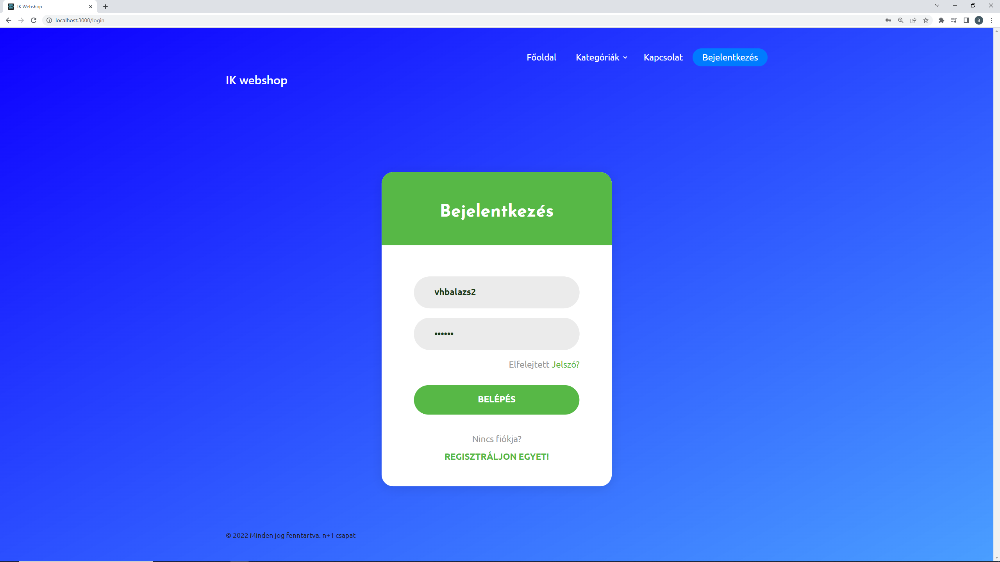 IK Webshop
localhost:3000/login
B
Főoldal
Kategóriák
Kapcsolat
Bejelentkezés
IK webshop
Bejelentkezés
vhbalazs2
••••••
Elfelejtett Jelszó?
BELÉPÉS
Nincs fiókja?
REGISZTRÁLJON EGYET!
© 2022 Minden jog fenntartva. n+1 csapat